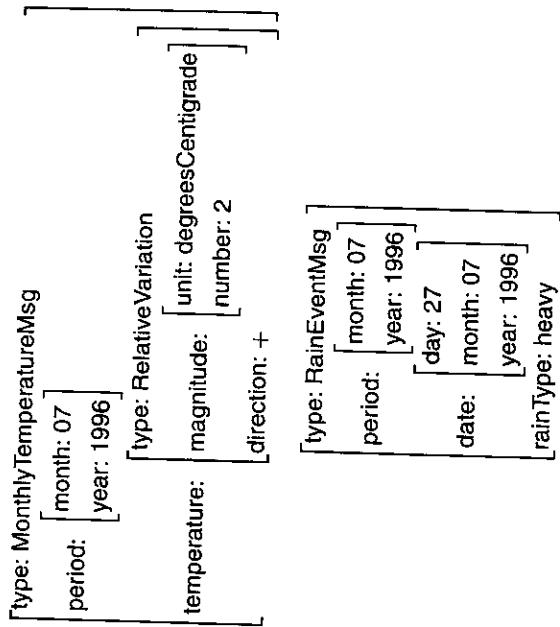 type: MonthlyTemperatureMsg
period:
month: 07
year: 1996
temperature:
type: RelativeVariation
magnitude:
unit: degreesCentigrade
number: 2
direction: +
type: RainEventMsg
period:
month: 07
year: 1996
date:
day: 27
month: 07
year: 1996
rainType: heavy